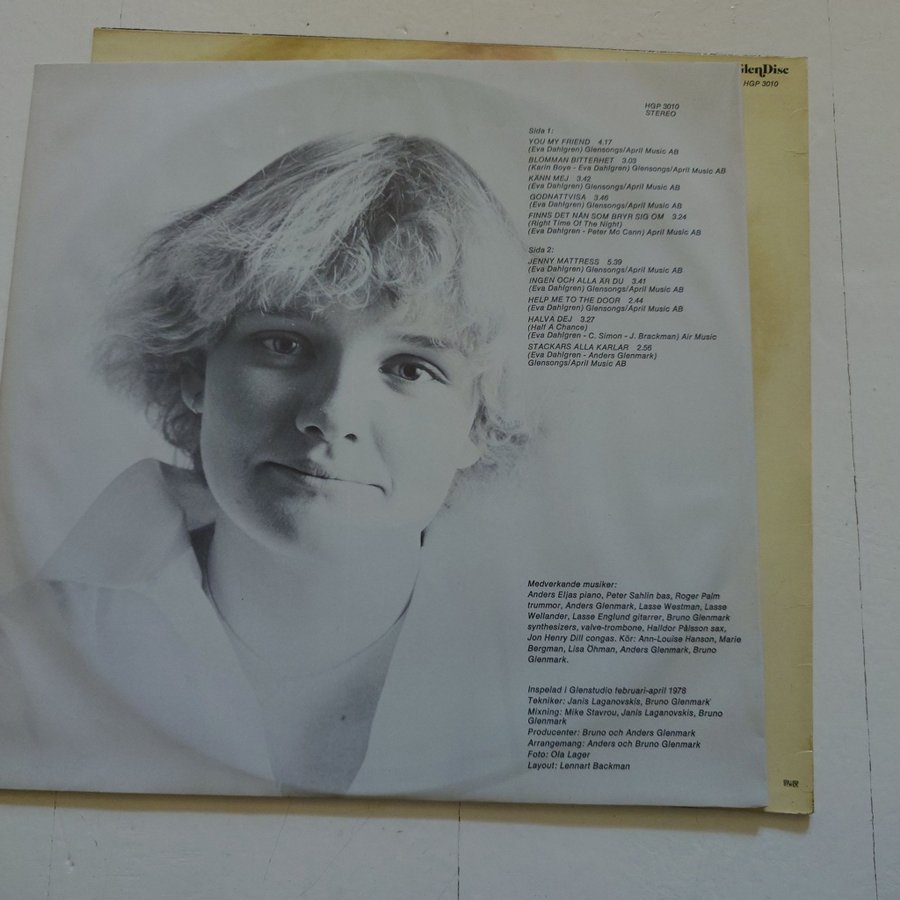 GlenDisc
HGP 3010
HGP 3010
STEREO
Sida 1:
YOU MY FRIEND 4.17
(Eva Dahlgren) Glensongs/April Music AB
BLOMMAN BITTERHET 3.03
(Karin Boye - Eva Dahlgren) Glensongs/April Music AB
KÄNN MEJ 3.42
(Eva Dahlgren) Glensongs/April Music AB
GODNATTVISA 3.46
(Eva Dahlgren) Glensongs/April Music AB
FINNS DET NÅN SOM BRYR SIG OM 3.24
(Right Time Of The Night)
(Eva Dahlgren - Peter Mc Cann) April Music AB
Sida 2:
JENNY MATTRESS 5.39
(Eva Dahlgren) Glensongs/April Music AB
INGEN OCH ALLA ÄR DU 3.41
(Eva Dahlgren) Glensongs/April Music AB
HELP ME TO THE DOOR 2.44
(Eva Dahlgren) Glensongs/April Music AB
HALVA DEJ 3.27
(Half A Chance)
(Eva Dahlgren - C. Simon - J. Brackman) Air Music
STACKARS ALLA KARLAR 2.56
(Eva Dahlgren - Anders Glenmark)
Glensongs/April Music AB
Medverkande musiker:
Anders Eljas piano, Peter Sahlin bas, Roger Palm
trummor, Anders Glenmark, Lasse Westman, Lasse
Wellander, Lasse Englund gitarrer, Bruno Glenmark
synthesizers, valve-trombone, Halldor Pálsson sax,
Jon Henry Dill congas. Kör: Ann-Louise Hanson, Marie
Bergman, Lisa Öhman, Anders Glenmark, Bruno
Glenmark.
Inspelad i Glenstudio februari-april 1978
Tekniker: Janis Laganovskis, Bruno Glenmark
Mixning: Mike Stavrou, Janis Laganovskis, Bruno
Glenmark
Producenter: Bruno och Anders Glenmark
Arrangemang: Anders och Bruno Glenmark
Foto: Ola Lager
Layout: Lennart Backman